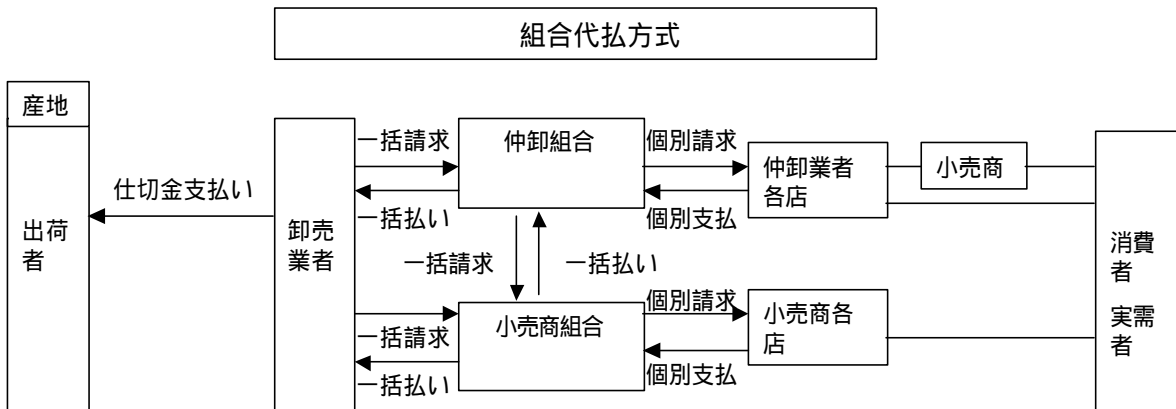 組合代払方式
産地
出荷
者
仕切金支払い
卸売
業者
一括請求
一括払い
仲卸組合
個別請求
個別支払
仲卸業者
各店
小売商
一括請求
一括払い
一括請求
一括払い
小売商組合
個別請求
個別支払
小売商各
店
消費
者
実需
者